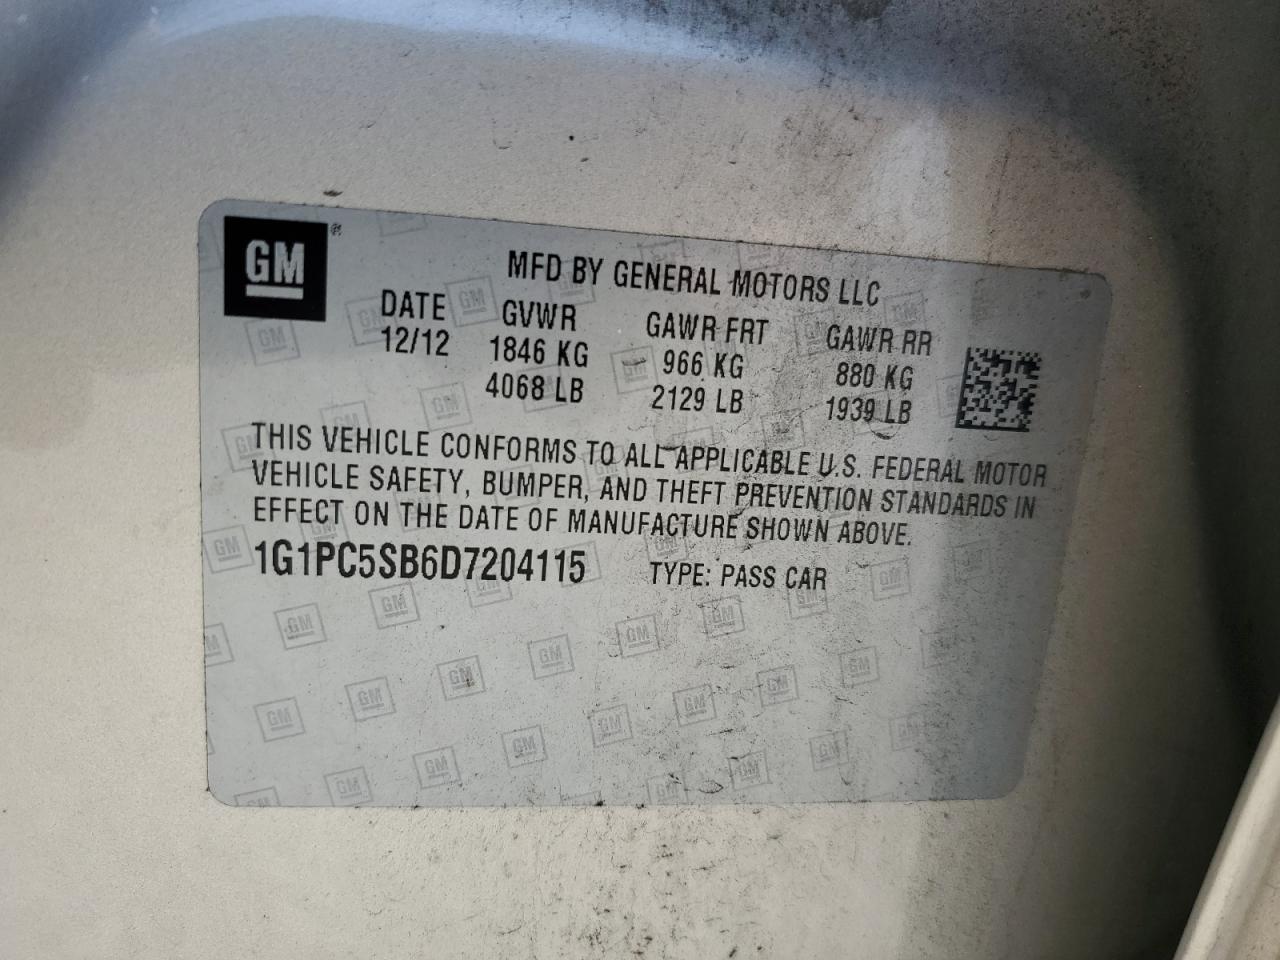 GM®
MFD BY GENERAL MOTORS LLC
DATE GVWR GAWR FRT GAWR RR
12/12 1846 KG 966 KG 880 KG
4068 LB 2129 LB 1939 LB
THIS VEHICLE CONFORMS TO ALL APPLICABLE U.S. FEDERAL MOTOR
VEHICLE SAFETY, BUMPER, AND THEFT PREVENTION STANDARDS IN
EFFECT ON THE DATE OF MANUFACTURE SHOWN ABOVE.
1G1PC5SB6D7204115 TYPE: PASS CAR